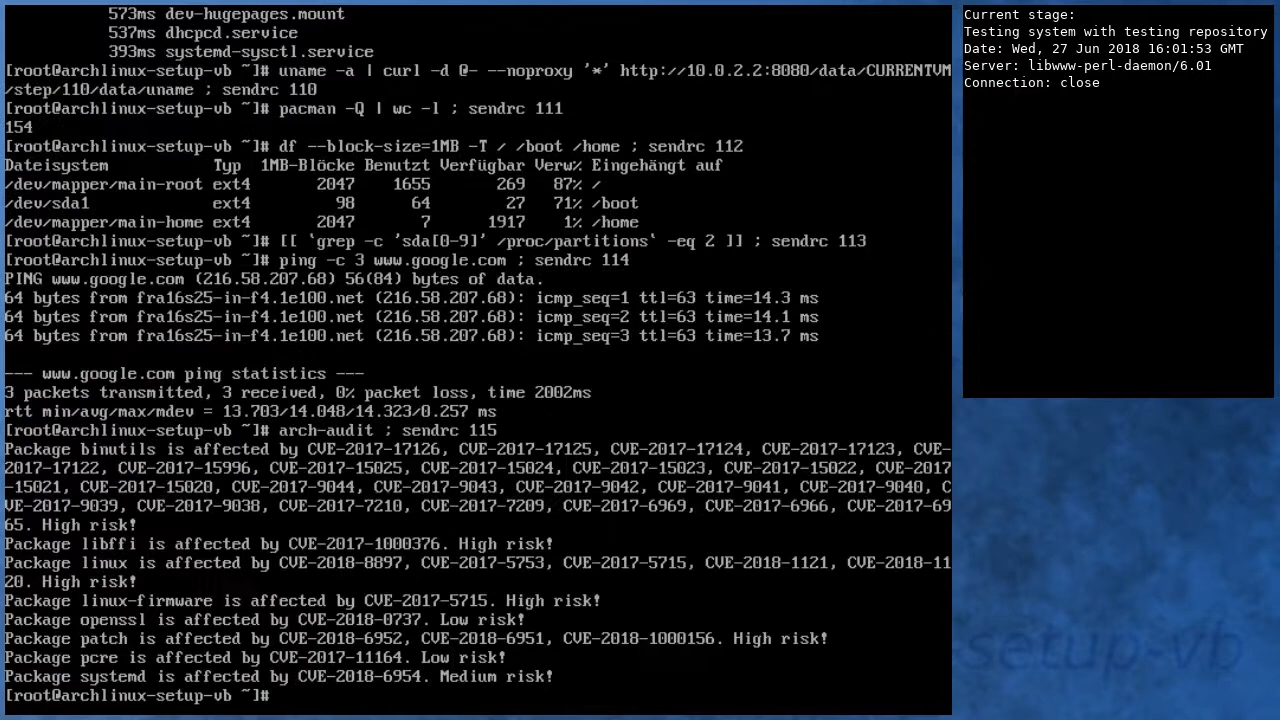 573ms dev-hugepages.mount
537ms dhcpcd.service
393ms systemd-sysctl.service
[root@archlinux-setup-vb ~]# uname -a | curl -d @- --noproxy '*' http://10.0.2.2:8080/data/CURRENTVM
/step/110/data/uname ; sendrc 110
[root@archlinux-setup-vb ~]# pacman -Q | wc -l ; sendrc 111
154
[root@archlinux-setup-vb ~]# df --block-size=1MB -T / /boot /home ; sendrc 112
Dateisystem Typ 1MB-Blöcke Benutzt Verfügbar Verw% Eingehängt auf
/dev/mapper/main-root ext4 2047 1655 269 87% /
/dev/sda1 ext4 98 64 27 71% /boot
/dev/mapper/main-home ext4 2047 7 1917 1% /home
[root@archlinux-setup-vb ~]# [[ `grep -c 'sda[0-9]' /proc/partitions` -eq 2 ]] ; sendrc 113
[root@archlinux-setup-vb ~]# ping -c 3 www.google.com ; sendrc 114
PING www.google.com (216.58.207.68) 56(84) bytes of data.
64 bytes from fra16s25-in-f4.1e100.net (216.58.207.68): icmp_seq=1 ttl=63 time=14.3 ms
64 bytes from fra16s25-in-f4.1e100.net (216.58.207.68): icmp_seq=2 ttl=63 time=14.1 ms
64 bytes from fra16s25-in-f4.1e100.net (216.58.207.68): icmp_seq=3 ttl=63 time=13.7 ms
--- www.google.com ping statistics ---
3 packets transmitted, 3 received, 0% packet loss, time 2002ms
rtt min/avg/max/mdev = 13.703/14.048/14.323/0.257 ms
[root@archlinux-setup-vb ~]# arch-audit ; sendrc 115
Package binutils is affected by CVE-2017-17126, CVE-2017-17125, CVE-2017-17124, CVE-2017-17123, CVE-
2017-17122, CVE-2017-15996, CVE-2017-15025, CVE-2017-15024, CVE-2017-15023, CVE-2017-15022, CVE-2017
-15021, CVE-2017-15020, CVE-2017-9044, CVE-2017-9043, CVE-2017-9042, CVE-2017-9041, CVE-2017-9040, C
VE-2017-9039, CVE-2017-9038, CVE-2017-7210, CVE-2017-7209, CVE-2017-6969, CVE-2017-6966, CVE-2017-69
65. High risk!
Package libffi is affected by CVE-2017-1000376. High risk!
Package linux is affected by CVE-2018-8897, CVE-2017-5753, CVE-2017-5715, CVE-2018-1121, CVE-2018-11
20. High risk!
Package linux-firmware is affected by CVE-2017-5715. High risk!
Package openssl is affected by CVE-2018-0737. Low risk!
Package patch is affected by CVE-2018-6952, CVE-2018-6951, CVE-2018-1000156. High risk!
Package pcre is affected by CVE-2017-11164. Low risk!
Package systemd is affected by CVE-2018-6954. Medium risk!
[root@archlinux-setup-vb ~]#
Current stage:
Testing system with testing repository
Date: Wed, 27 Jun 2018 16:01:53 GMT
Server: libwww-perl-daemon/6.01
Connection: close
setup-vb